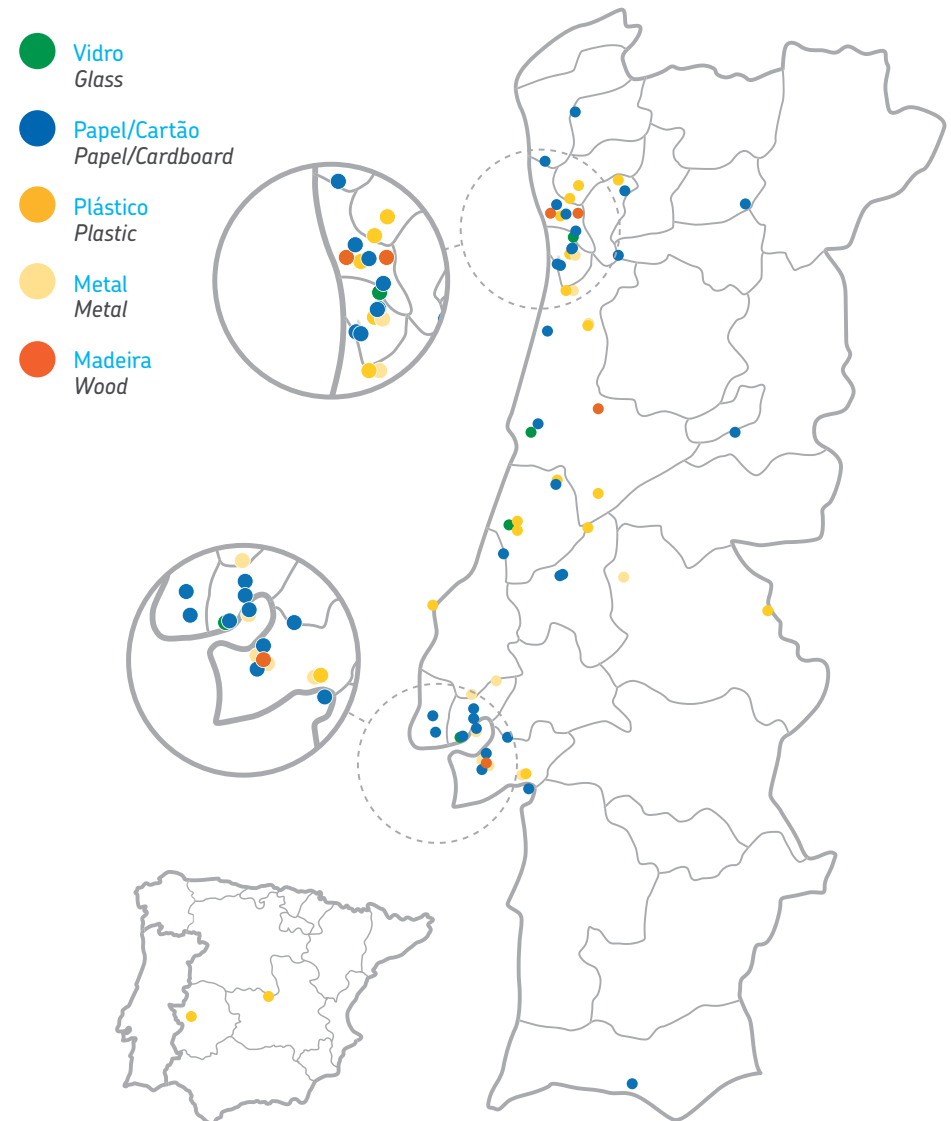 Vidro
Glass
Papel/Cartão
Papel/Cardboard
Plástico
Plastic
Metal
Metal
Madeira
Wood